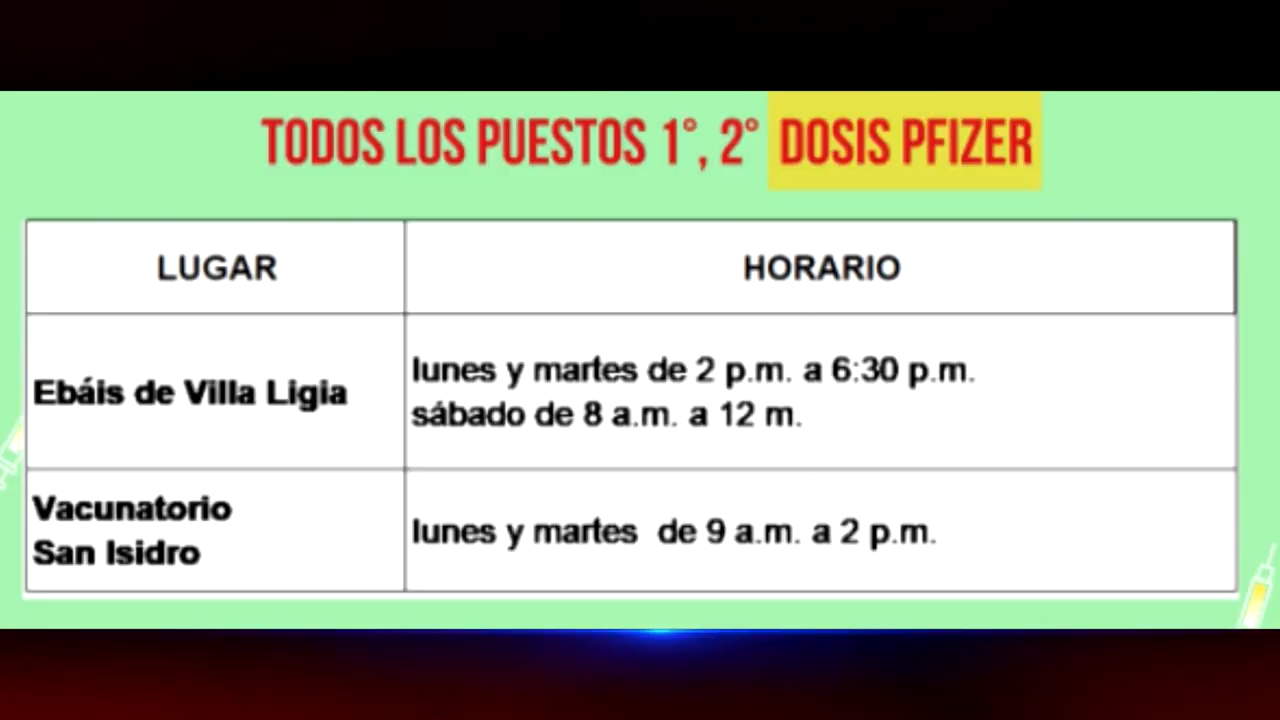 TODOS LOS PUESTOS 1°, 2° DOSIS PFIZER
LUGAR
HORARIO
Ebáis de Villa Ligia
lunes y martes de 2 p.m. a 6:30 p.m.
sábado de 8 a.m. a 12 m.
Vacunatorio
San Isidro
lunes y martes de 9 a.m. a 2 p.m.